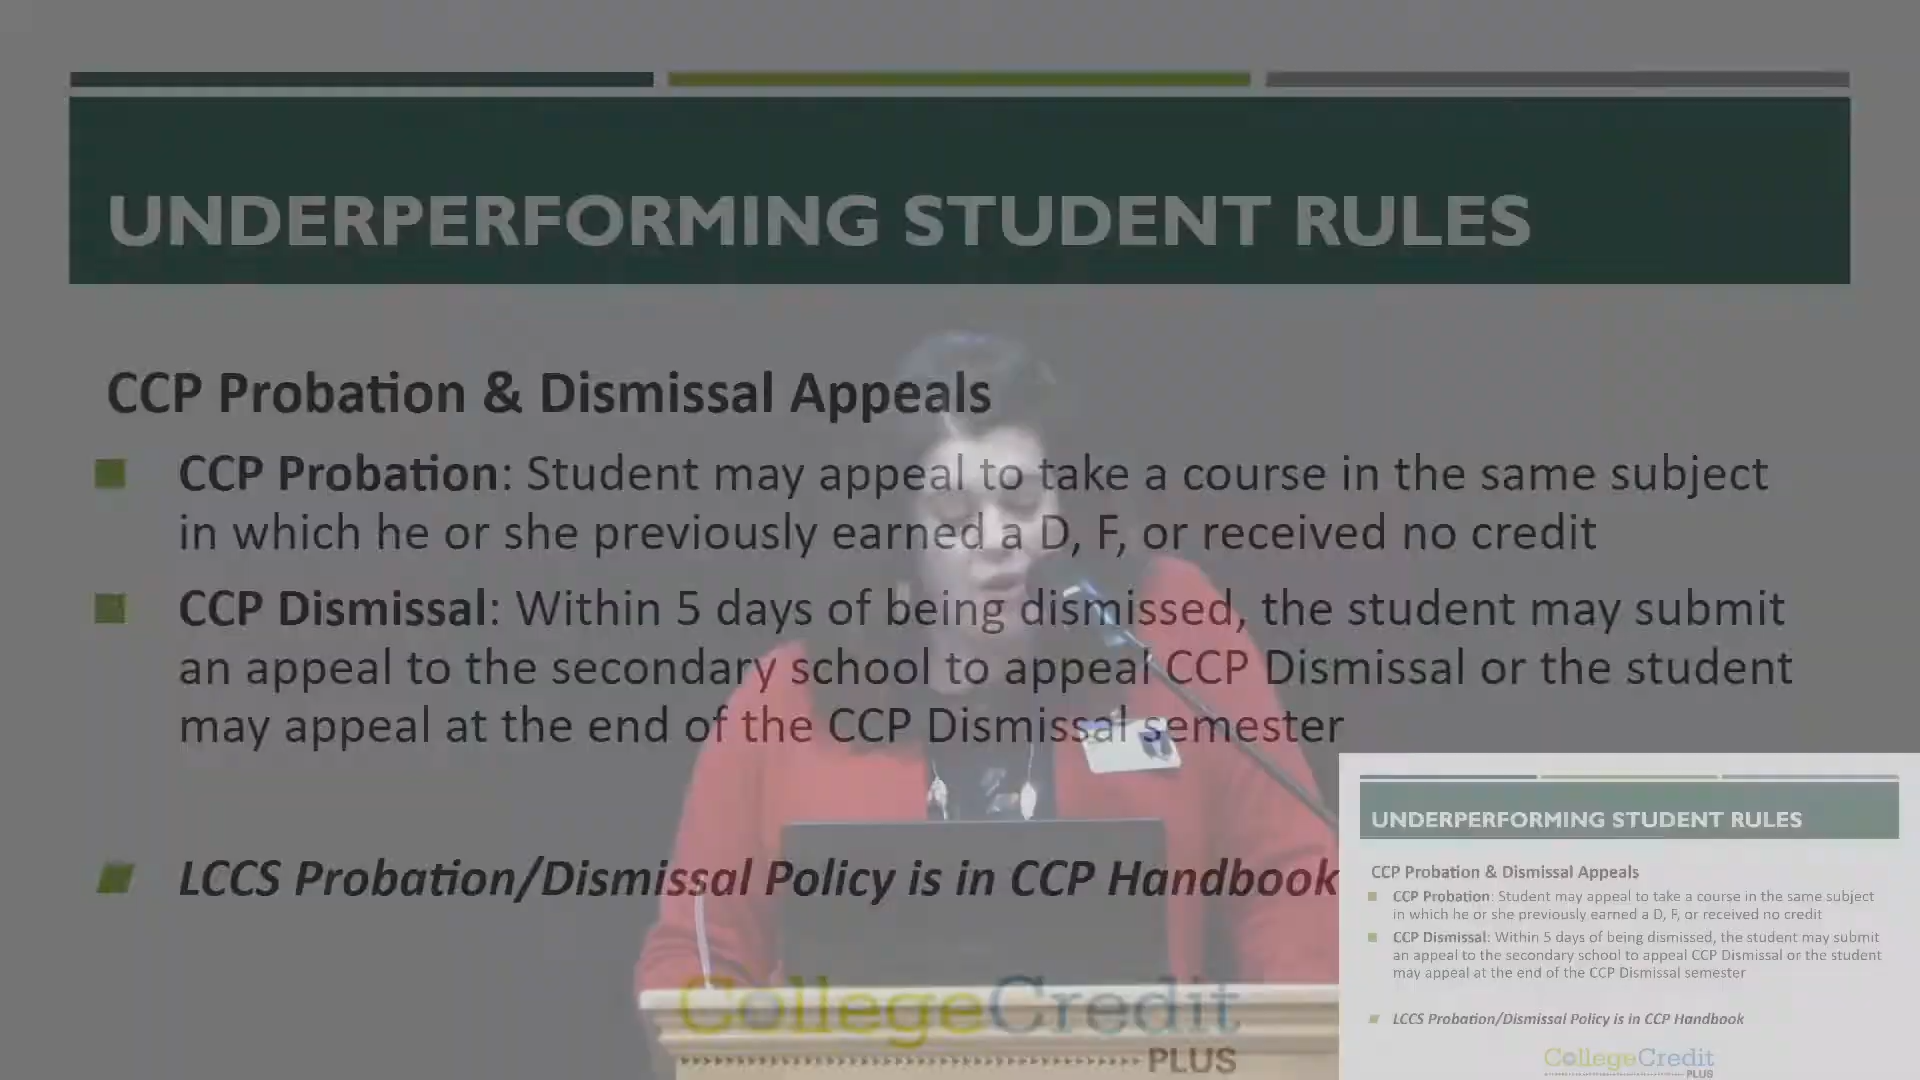 UNDERPERFORMING STUDENT RULES
CCP Probation & Dismissal Appeals
CCP Probation: Student may appeal to take a course in the same subject
in which he or she previously earned a D, F, or received no credit
CCP Dismissal: Within 5 days of being dismissed, the student may submit
an appeal to the secondary school to appeal CCP Dismissal or the student
may appeal at the end of the CCP Dismissal semester
LCCS Probation/Dismissal Policy is in CCP Handbook
CollegeCredit
PLUS
UNDERPERFORMING STUDENT RULES
CCP Probation & Dismissal Appeals
CCP Probation: Student may appeal to take a course in the same subject
in which he or she previously earned a D, F, or received no credit
CCP Dismissal: Within 5 days of being dismissed, the student may submit
an appeal to the secondary school to appeal CCP Dismissal or the student
may appeal at the end of the CCP Dismissal semester
LCCS Probation/Dismissal Policy is in CCP Handbook
CollegeCredit
PLUS